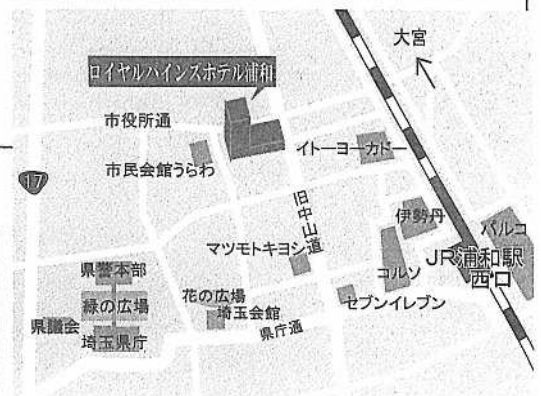 大宮
ロイヤルパインズホテル浦和
市役所通
イトーヨーカドー
市民会館うらわ
17
旧中山道
伊勢丹
パルコ
マツモトキヨシ
JR浦和駅
西口
県警本部
コルソ
花の広場
セブンイレブン
緑の広場
埼玉会館
県議会
県庁通
埼玉県庁